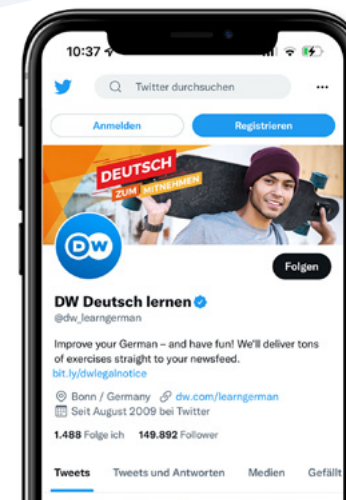 10:37
Twitter durchsuchen
Anmelden Registrieren
DEUTSCH
ZUM MITNEHMEN
DW
Folgen
DW Deutsch lernen
@dw_learngerman
Improve your German – and have fun! We'll deliver tons
of exercises straight to your newsfeed.
bit.ly/dwlegalnotice
Bonn / Germany dw.com/learngerman
Seit August 2009 bei Twitter
1.488 Folge ich 149.892 Follower
Tweets Tweets und Antworten Medien Gefällt